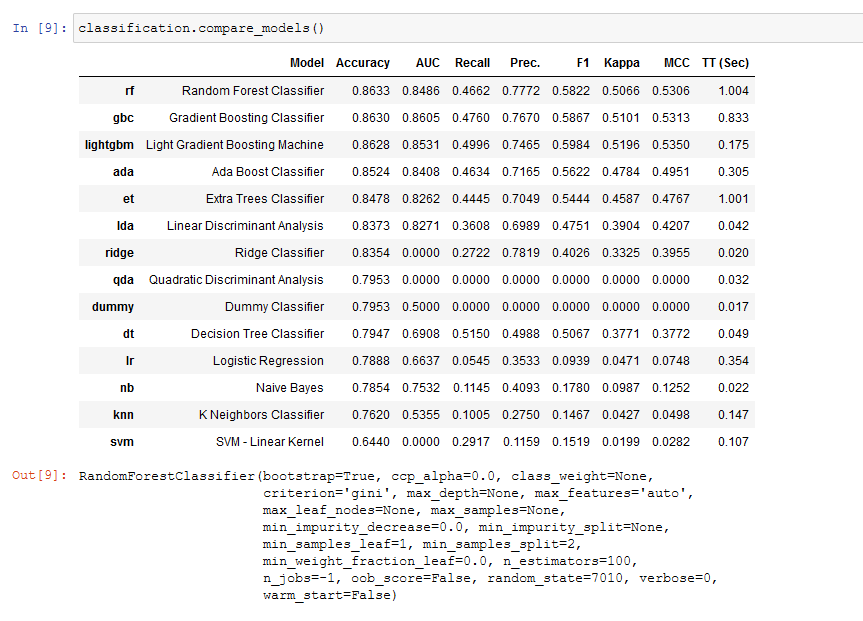 In [9]: classification.compare_models()
Model Accuracy AUC Recall Prec. F1 Kappa MCC TT (Sec)
rf Random Forest Classifier 0.8633 0.8486 0.4662 0.7772 0.5822 0.5066 0.5306 1.004
gbc Gradient Boosting Classifier 0.8630 0.8605 0.4760 0.7670 0.5867 0.5101 0.5313 0.833
lightgbm Light Gradient Boosting Machine 0.8628 0.8531 0.4996 0.7465 0.5984 0.5196 0.5350 0.175
ada Ada Boost Classifier 0.8524 0.8408 0.4634 0.7165 0.5622 0.4784 0.4951 0.305
et Extra Trees Classifier 0.8478 0.8262 0.4445 0.7049 0.5444 0.4587 0.4767 1.001
lda Linear Discriminant Analysis 0.8373 0.8271 0.3608 0.6989 0.4751 0.3904 0.4207 0.042
ridge Ridge Classifier 0.8354 0.0000 0.2722 0.7819 0.4026 0.3325 0.3955 0.020
qda Quadratic Discriminant Analysis 0.7953 0.0000 0.0000 0.0000 0.0000 0.0000 0.0000 0.032
dummy Dummy Classifier 0.7953 0.5000 0.0000 0.0000 0.0000 0.0000 0.0000 0.017
dt Decision Tree Classifier 0.7947 0.6908 0.5150 0.4988 0.5067 0.3771 0.3772 0.049
lr Logistic Regression 0.7888 0.6637 0.0545 0.3533 0.0939 0.0471 0.0748 0.354
nb Naive Bayes 0.7854 0.7532 0.1145 0.4093 0.1780 0.0987 0.1252 0.022
knn K Neighbors Classifier 0.7620 0.5355 0.1005 0.2750 0.1467 0.0427 0.0498 0.147
svm SVM - Linear Kernel 0.6440 0.0000 0.2917 0.1159 0.1519 0.0199 0.0282 0.107
Out[9]: RandomForestClassifier(bootstrap=True, ccp_alpha=0.0, class_weight=None,
criterion='gini', max_depth=None, max_features='auto',
max_leaf_nodes=None, max_samples=None,
min_impurity_decrease=0.0, min_impurity_split=None,
min_samples_leaf=1, min_samples_split=2,
min_weight_fraction_leaf=0.0, n_estimators=100,
n_jobs=-1, oob_score=False, random_state=7010, verbose=0,
warm_start=False)